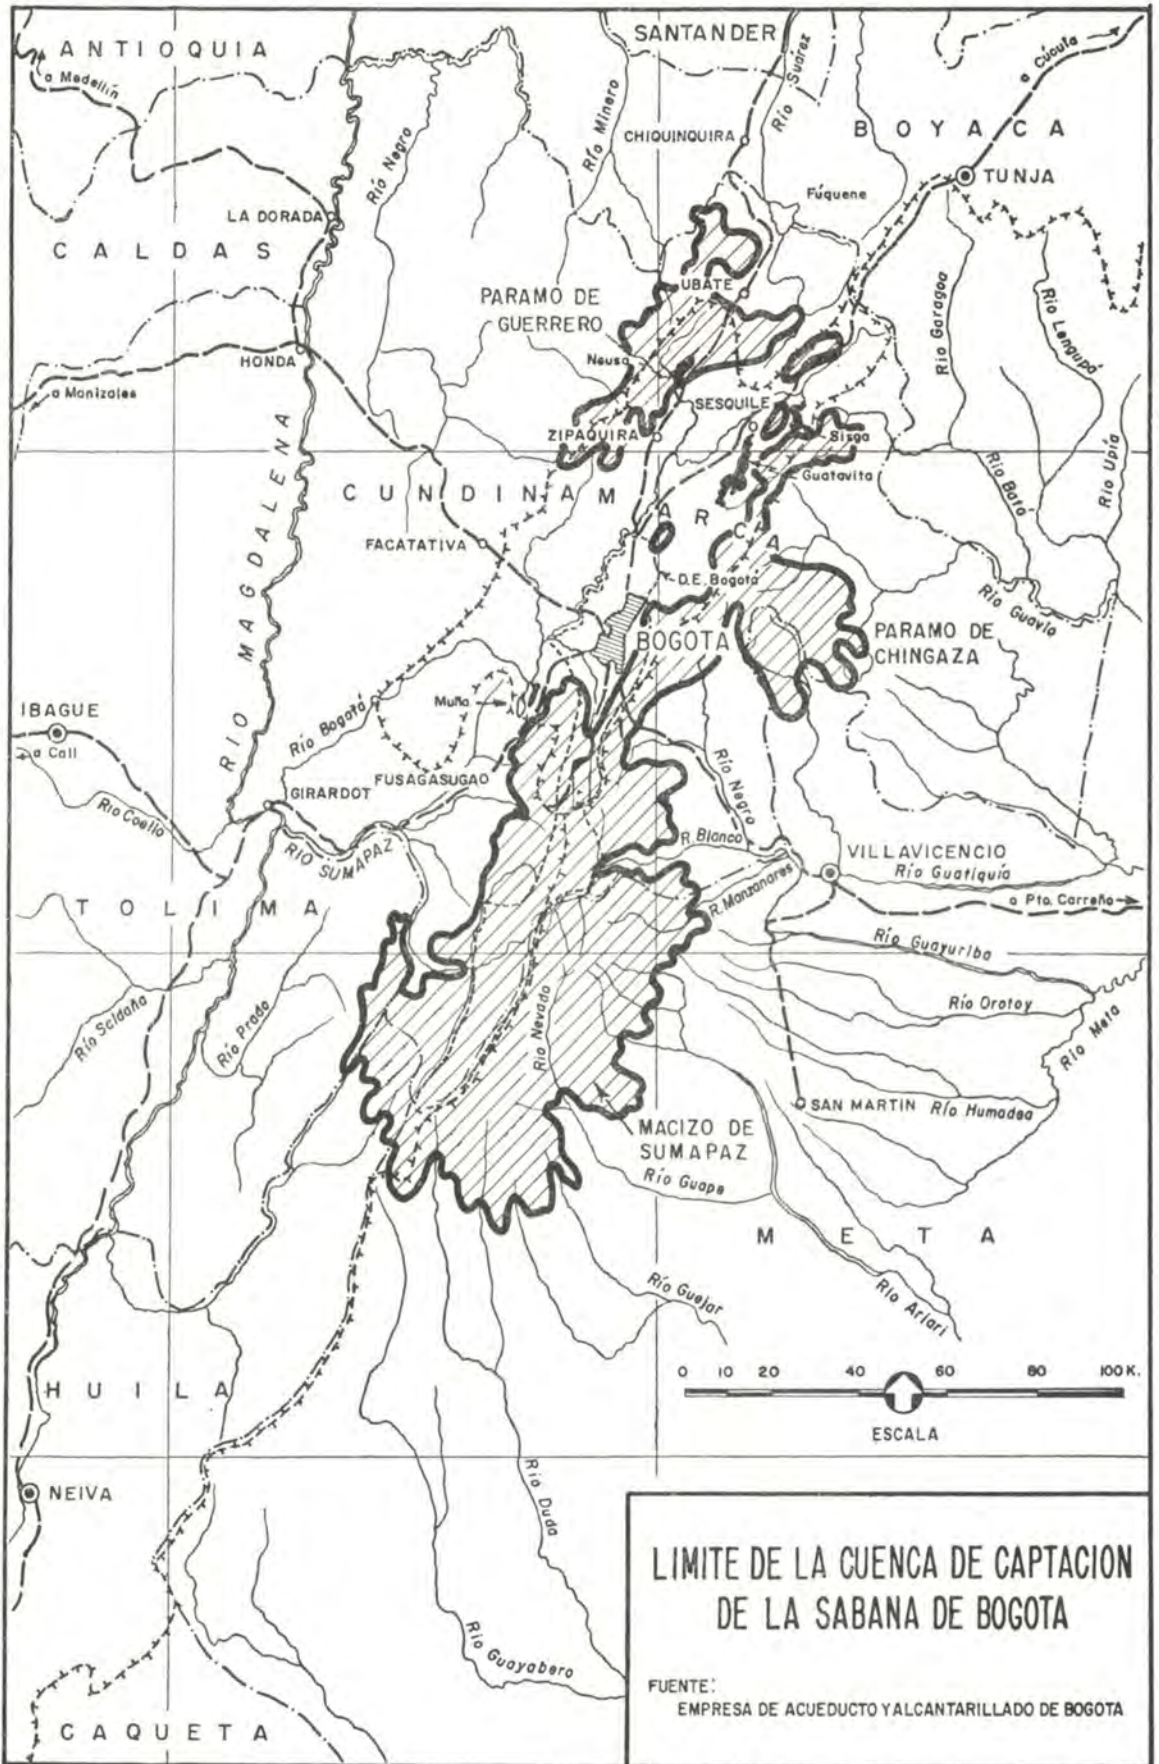 SANTANDER
ANTIOQUIA
a Medellín
a Cucuta
Río Suárez
Río Minero
Río Negro
CHIQUINQUIRA
BOYACA
TUNJA
Fúquene
LA DORADA
CALDAS
UBATE
PARAMO DE
GUERRERO
Río Garagoa
Río Lengupá
HONDA
Neusa
a Manizales
SESQUILE
ZIPAQUIRA
Sisga
Guatavita
Río Batá
Río Upía
RIO MAGDALENA
CUNDINAMARCA
FACATATIVA
D.E. Bogotá
Río Guavio
BOGOTA
PARAMO DE
CHINGAZA
Muña
IBAGUE
a Cali
Río Bogotá
FUSAGASUGAO
GIRARDOT
Río Coello
RIO SUMAPAZ
Río Negro
R. Blanco
VILLAVICENCIO
Río Guatiquía
R. Manzanares
a Pto. Carreño
TOLIMA
Río Guayuriba
Río Saldaña
Río Prado
Río Nevado
Río Orotoy
Río Meta
SAN MARTIN
Río Humadea
MACIZO DE
SUMAPAZ
Río Guape
META
Río Guejar
Río Ariari
HUILA
0 10 20 40 60 80 100 K.
ESCALA
NEIVA
Río Duda
Río Guayabero
CAQUETA
LIMITE DE LA CUENCA DE CAPTACION
DE LA SABANA DE BOGOTA
FUENTE:
EMPRESA DE ACUEDUCTO Y ALCANTARILLADO DE BOGOTA